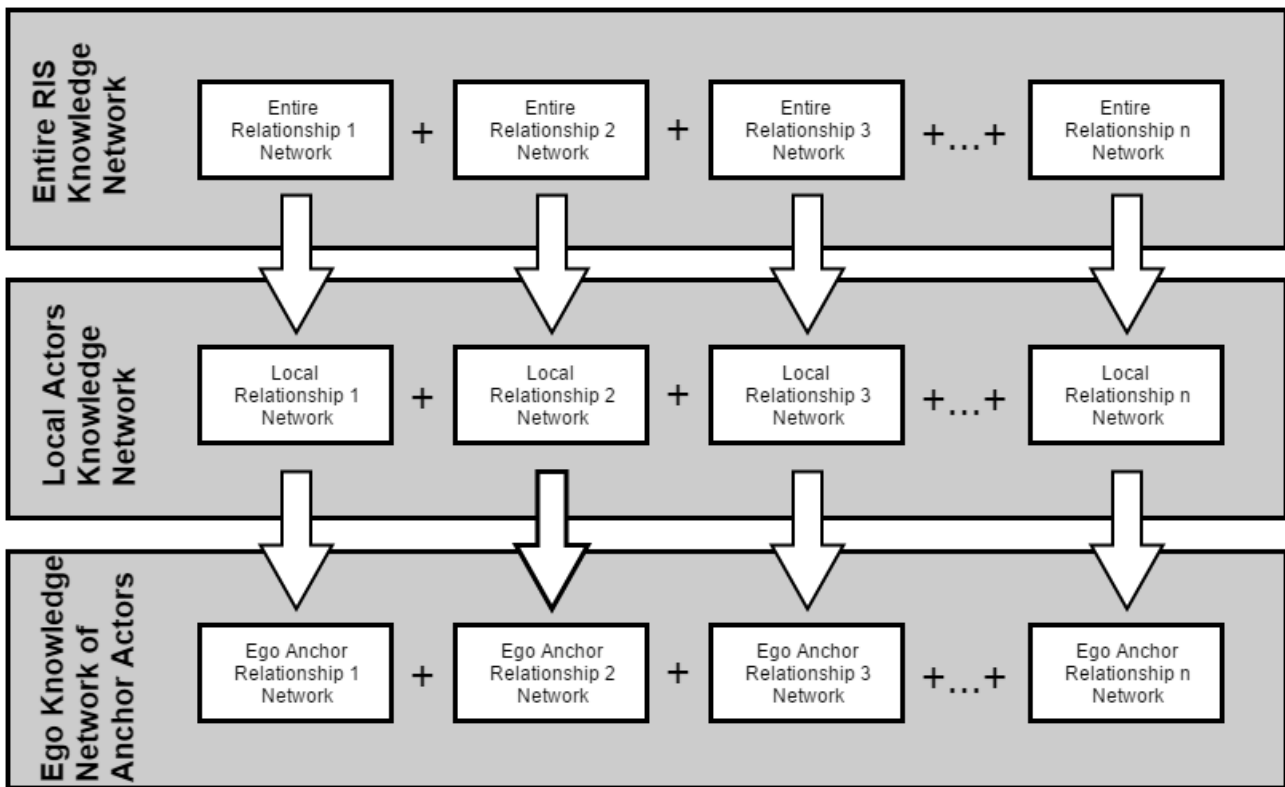 Entire RIS
Knowledge
Network
Entire
Relationship 1
Network
+
Entire
Relationship 2
Network
+
Entire
Relationship 3
Network
+...+
Entire
Relationship n
Network
Local Actors
Knowledge
Network
Local
Relationship 1
Network
+
Local
Relationship 2
Network
+
Local
Relationship 3
Network
+...+
Local
Relationship n
Network
Ego Knowledge
Network of
Anchor Actors
Ego Anchor
Relationship 1
Network
+
Ego Anchor
Relationship 2
Network
+
Ego Anchor
Relationship 3
Network
+...+
Ego Anchor
Relationship n
Network